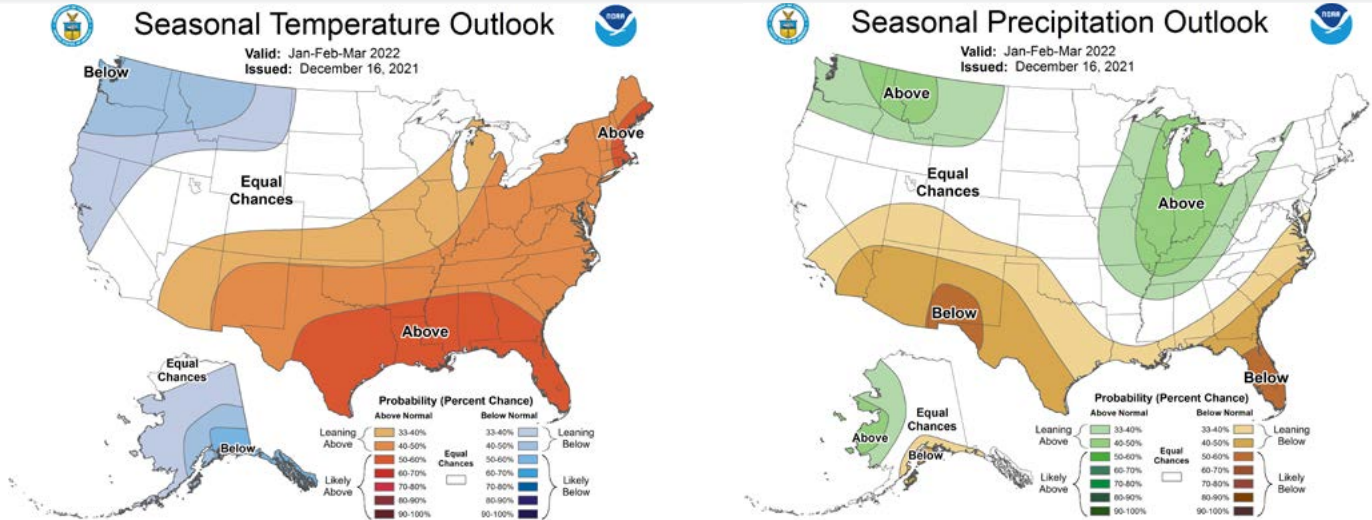 Seasonal Temperature Outlook
Valid: Jan-Feb-Mar 2022
Issued: December 16, 2021
NOAA
Below
Above
Equal
Chances
Above
Equal
Chances
Below
Probability (Percent Chance)
Above Normal
Below Normal
Leaning
Above
33-40%
40-50%
Likely
Above
50-60%
60-70%
70-80%
80-90%
90-100%
Equal
Chances
33-40%
40-50%
Leaning
Below
50-60%
60-70%
70-80%
80-90%
90-100%
Likely
Below
Seasonal Precipitation Outlook
Valid: Jan-Feb-Mar 2022
Issued: December 16, 2021
NOAA
Above
Equal
Chances
Above
Below
Below
Above
Equal
Chances
Below
Probability (Percent Chance)
Above Normal
Below Normal
Leaning
Above
33-40%
40-50%
Likely
Above
50-60%
60-70%
70-80%
80-90%
90-100%
Equal
Chances
33-40%
40-50%
Leaning
Below
50-60%
60-70%
70-80%
80-90%
90-100%
Likely
Below